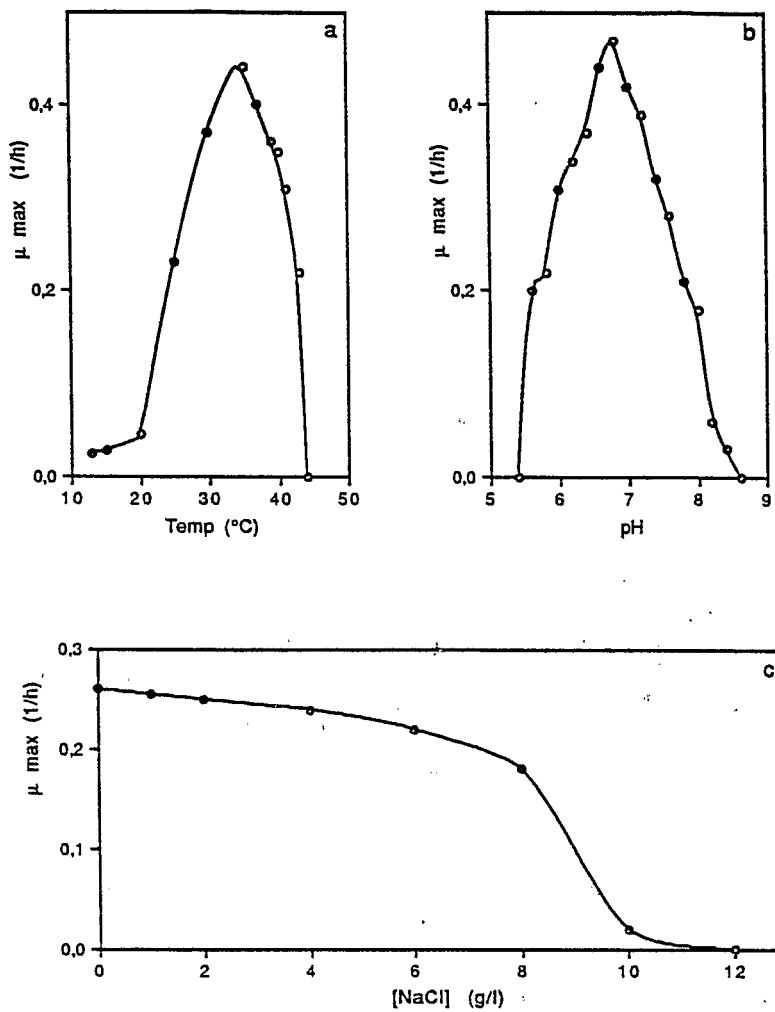 a
μ max (1/h)
0,4
0,2
0,0
10 20 30 40 50
Temp (°C)
b
μ max (1/h)
0,4
0,2
0,0
5 6 7 8 9
pH
c
μ max (1/h)
0,3
0,2
0,1
0,0
0 2 4 6 8 10 12
[NaCl] (g/l)